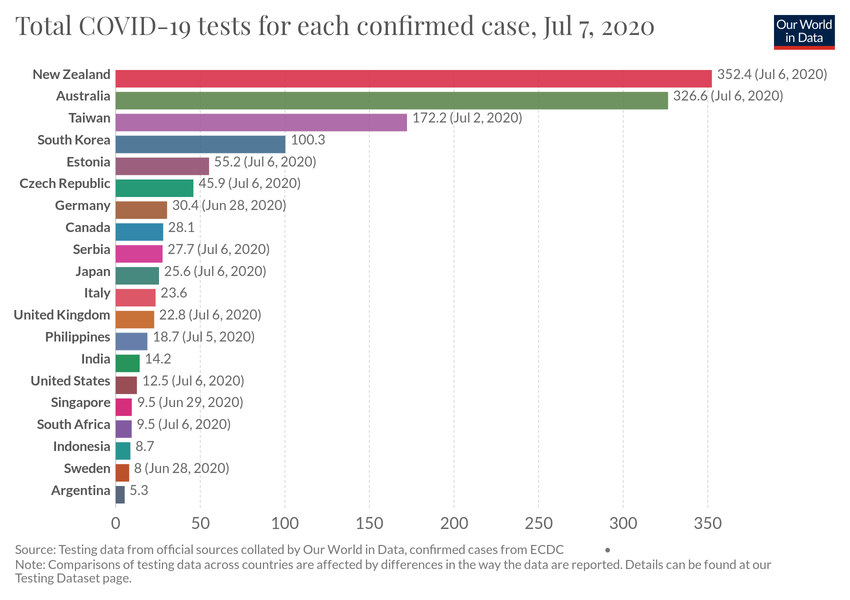 Total COVID-19 tests for each confirmed case, Jul 7, 2020
Our World
in Data
New Zealand 352.4 (Jul 6, 2020)
Australia 326.6 (Jul 6, 2020)
Taiwan 172.2 (Jul 2, 2020)
South Korea 100.3
Estonia 55.2 (Jul 6, 2020)
Czech Republic 45.9 (Jul 6, 2020)
Germany 30.4 (Jun 28, 2020)
Canada 28.1
Serbia 27.7 (Jul 6, 2020)
Japan 25.6 (Jul 6, 2020)
Italy 23.6
United Kingdom 22.8 (Jul 6, 2020)
Philippines 18.7 (Jul 5, 2020)
India 14.2
United States 12.5 (Jul 6, 2020)
Singapore 9.5 (Jun 29, 2020)
South Africa 9.5 (Jul 6, 2020)
Indonesia 8.7
Sweden 8 (Jun 28, 2020)
Argentina 5.3
0 50 100 150 200 250 300 350
Source: Testing data from official sources collated by Our World in Data, confirmed cases from ECDC •
Note: Comparisons of testing data across countries are affected by differences in the way the data are reported. Details can be found at our
Testing Dataset page.